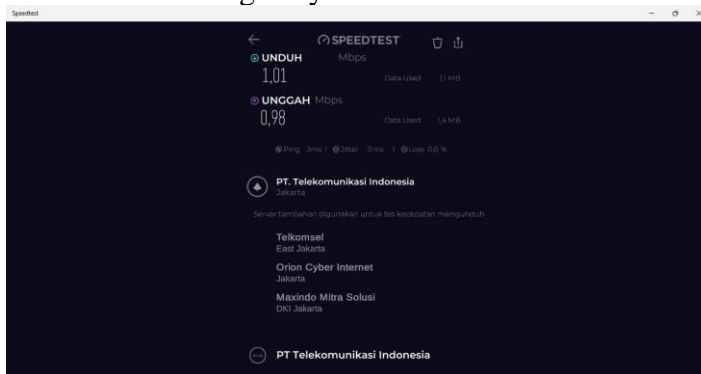 Speedtest
SPEEDTEST
UNDUH Mbps
1,01 Data Used 1,1 MB
UNGGAH Mbps
0,98 Data Used 1,4 MB
Ping 3ms | Jitter 0ms | Loss 0,0 %
PT. Telekomunikasi Indonesia
Jakarta
Server tambahan digunakan untuk tes kecepatan mengunduh
Telkomsel
East Jakarta
Orion Cyber Internet
Jakarta
Maxindo Mitra Solusi
DKI Jakarta
PT Telekomunikasi Indonesia